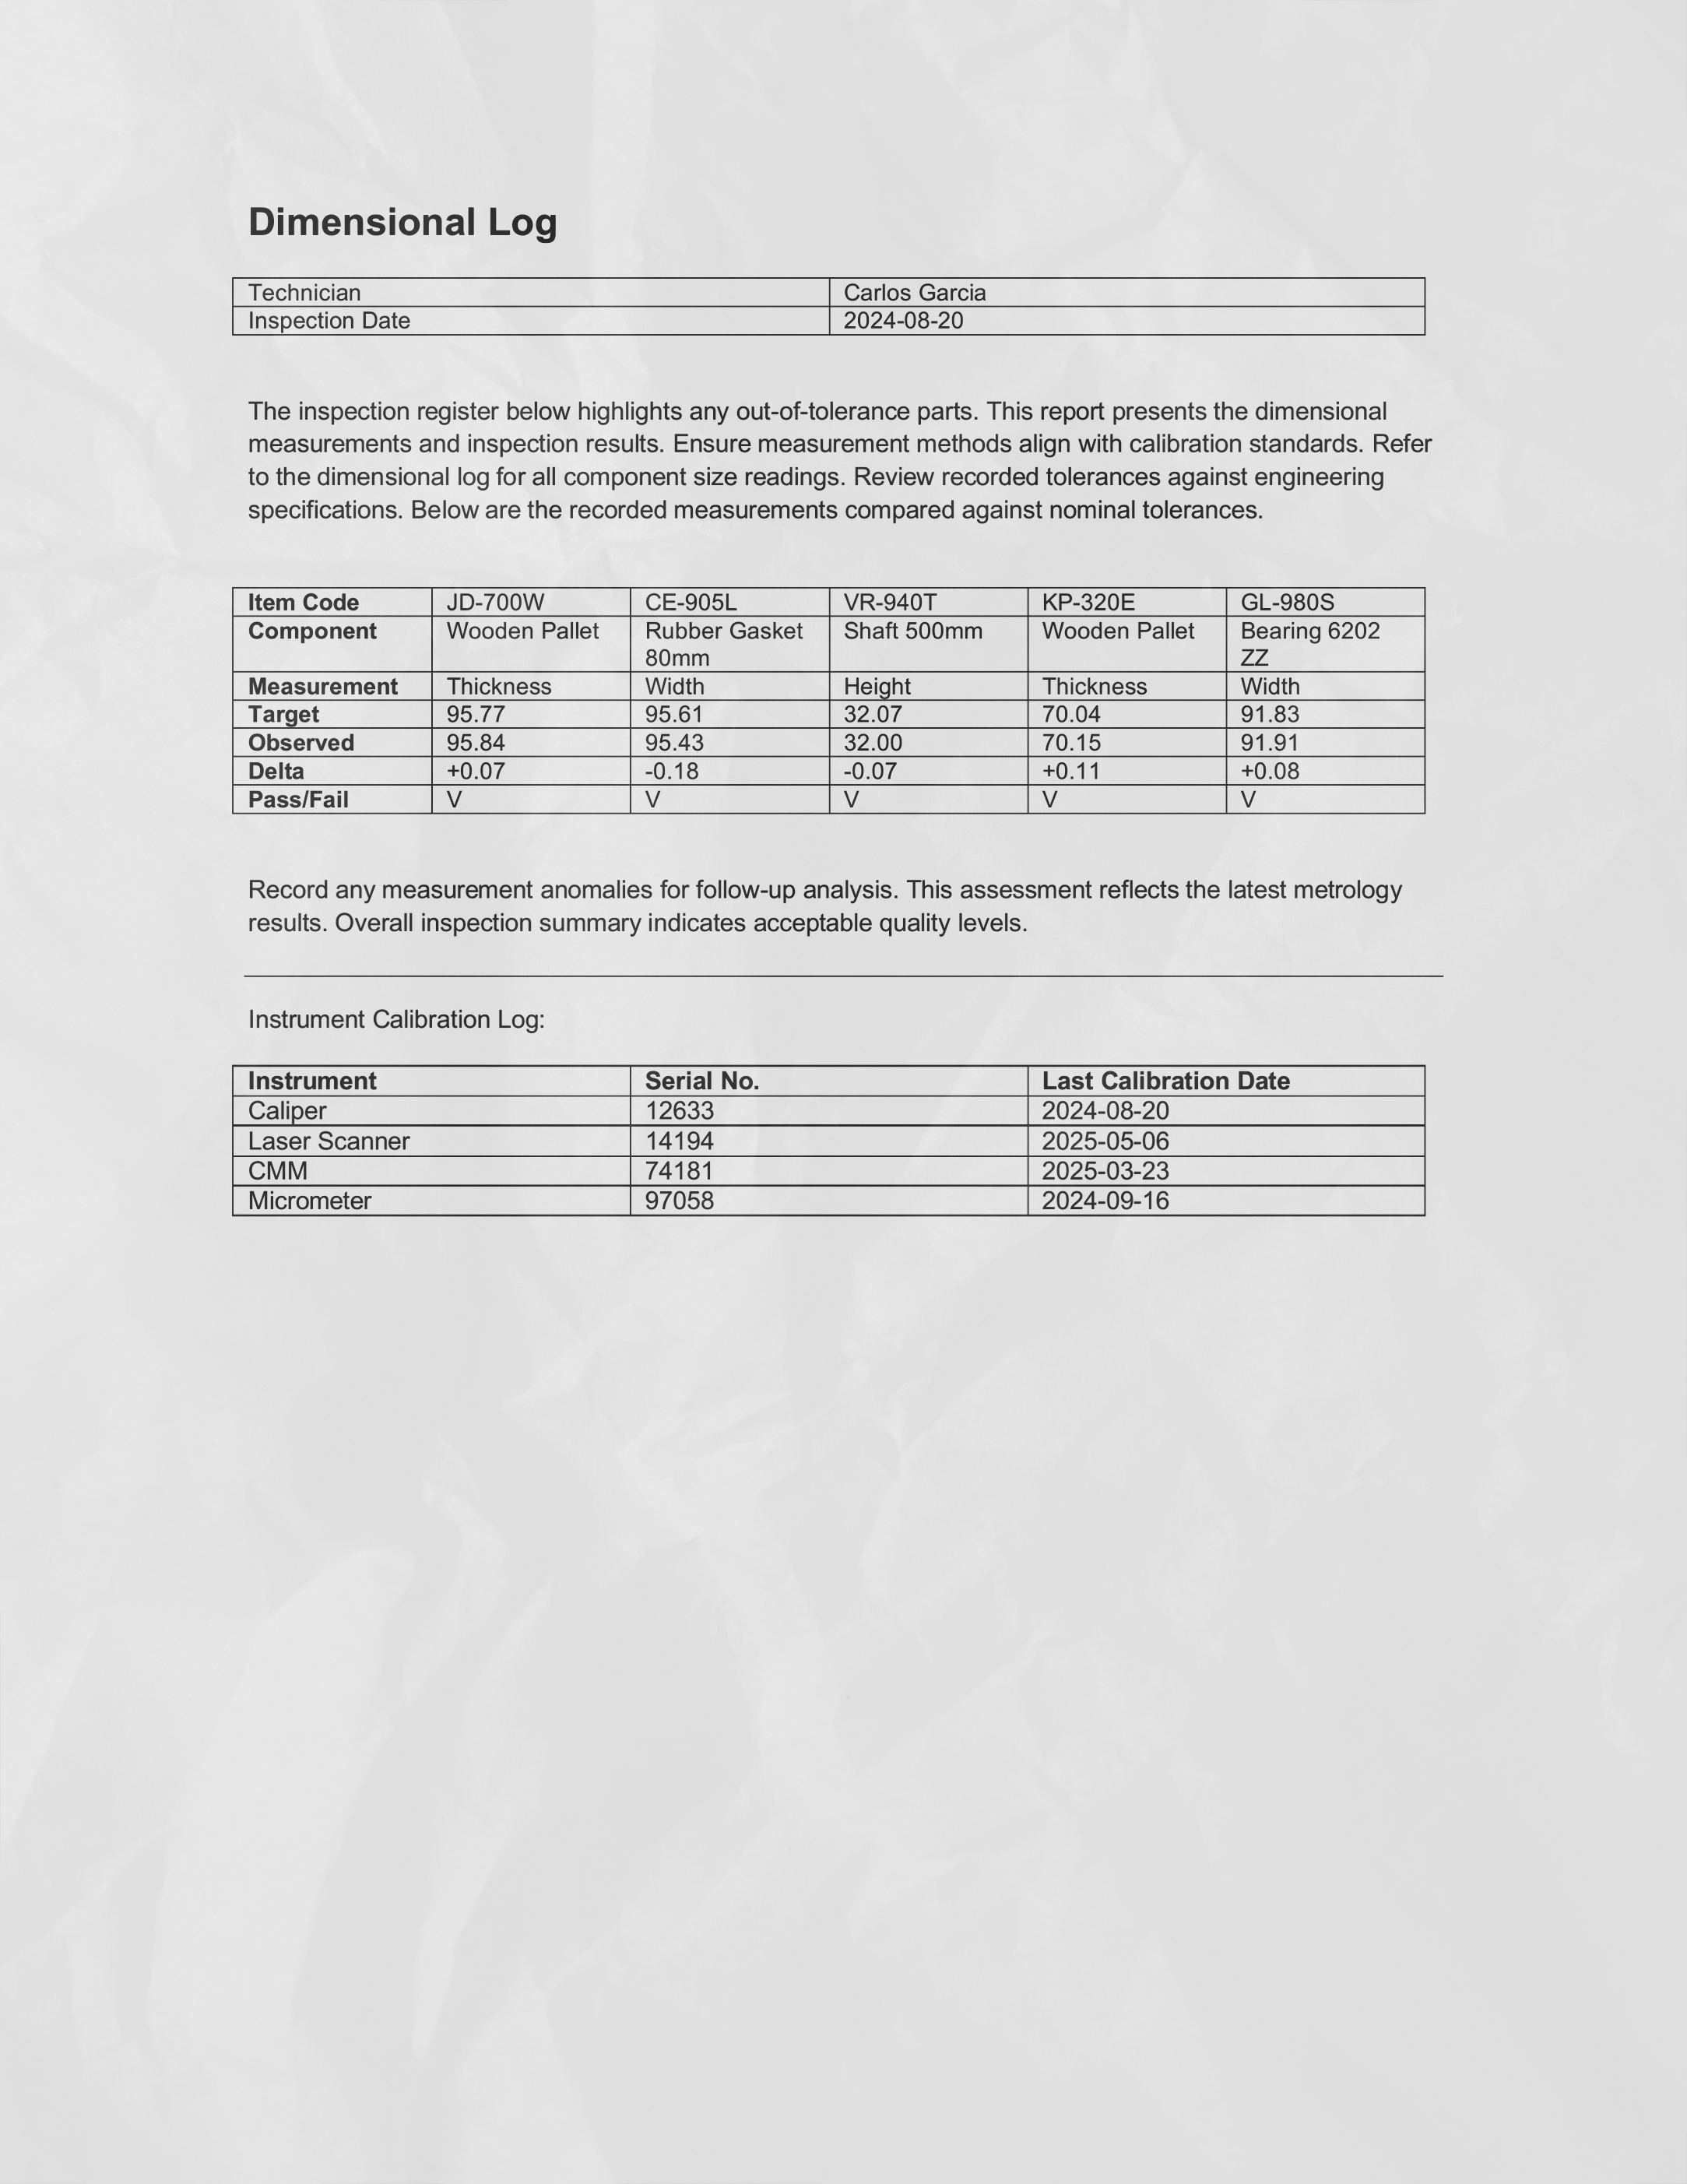 Dimensional Log
Technician Carlos Garcia
Inspection Date 2024-08-20
The inspection register below highlights any out-of-tolerance parts. This report presents the dimensional
measurements and inspection results. Ensure measurement methods align with calibration standards. Refer
to the dimensional log for all component size readings. Review recorded tolerances against engineering
specifications. Below are the recorded measurements compared against nominal tolerances.
Item Code JD-700W CE-905L VR-940T KP-320E GL-980S
Component Wooden Pallet Rubber Gasket Shaft 500mm Wooden Pallet Bearing 6202
80mm ZZ
Measurement Thickness Width Height Thickness Width
Target 95.77 95.61 32.07 70.04 91.83
Observed 95.84 95.43 32.00 70.15 91.91
Delta +0.07 -0.18 -0.07 +0.11 +0.08
Pass/Fail V V V V V
Record any measurement anomalies for follow-up analysis. This assessment reflects the latest metrology
results. Overall inspection summary indicates acceptable quality levels.
Instrument Calibration Log:
Instrument Serial No. Last Calibration Date
Caliper 12633 2024-08-20
Laser Scanner 14194 2025-05-06
CMM 74181 2025-03-23
Micrometer 97058 2024-09-16